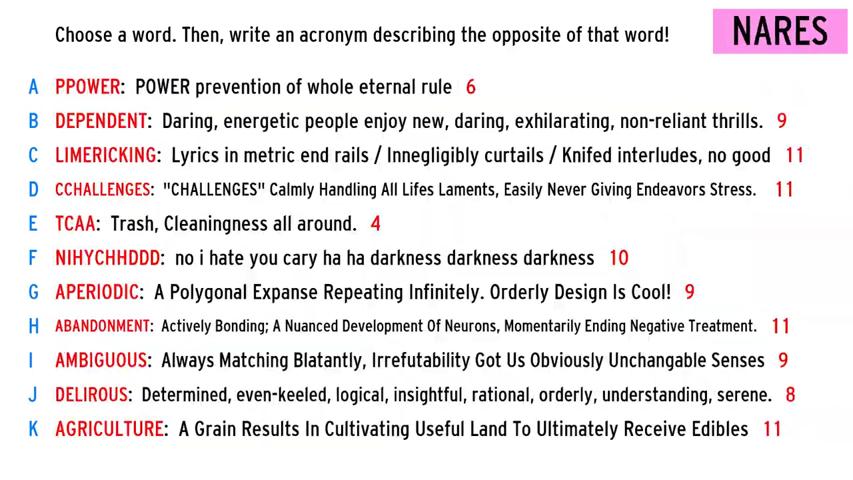 Choose a word. Then, write an acronym describing the opposite of that word!
NARES
A PPOWER: POWER prevention of whole eternal rule 6
B DEPENDENT: Daring, energetic people enjoy new, daring, exhilarating, non-reliant thrills. 9
C LIMERICKING: Lyrics in metric end rails / Innegligibly curtails / Knifed interludes, no good 11
D CCHALLENGES: "CHALLENGES" Calmly Handling All Lifes Laments, Easily Never Giving Endeavors Stress. 11
E TCAA: Trash, Cleaningness all around. 4
F NIHYCHHDDD: no i hate you cary ha ha darkness darkness darkness 10
G APERIODIC: A Polygonal Expanse Repeating Infinitely. Orderly Design Is Cool! 9
H ABANDONMENT: Actively Bonding; A Nuanced Development Of Neurons, Momentarily Ending Negative Treatment. 11
I AMBIGUOUS: Always Matching Blatantly, Irrefutability Got Us Obviously Unchangable Senses 9
J DELIROUS: Determined, even-keeled, logical, insightful, rational, orderly, understanding, serene. 8
K AGRICULTURE: A Grain Results In Cultivating Useful Land To Ultimately Receive Edibles 11